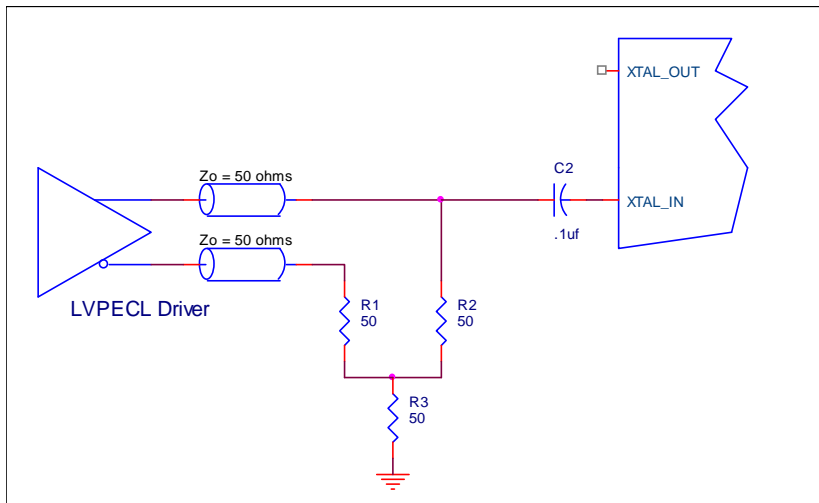 XTAL_OUT
C2
Zo = 50 ohms
XTAL_IN
.1uf
Zo = 50 ohms
LVPECL Driver
R1
50
R2
50
R3
50